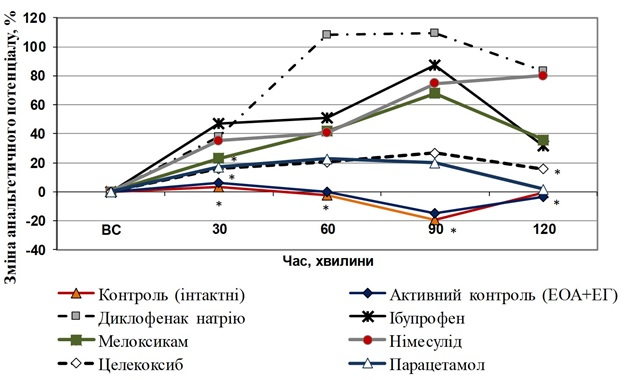 Зміна анальгетичного потенціалу, %
120
100
80
60
40
20
0
-20
-40
ВС
30
60
90
120
*
*
*
*
*
*
*
Час, хвилини
Контроль (інтактні)
Активний контроль (ЕОА+ЕГ)
Диклофенак натрію
Ібупрофен
Мелоксикам
Німесулід
Целекоксиб
Парацетамол